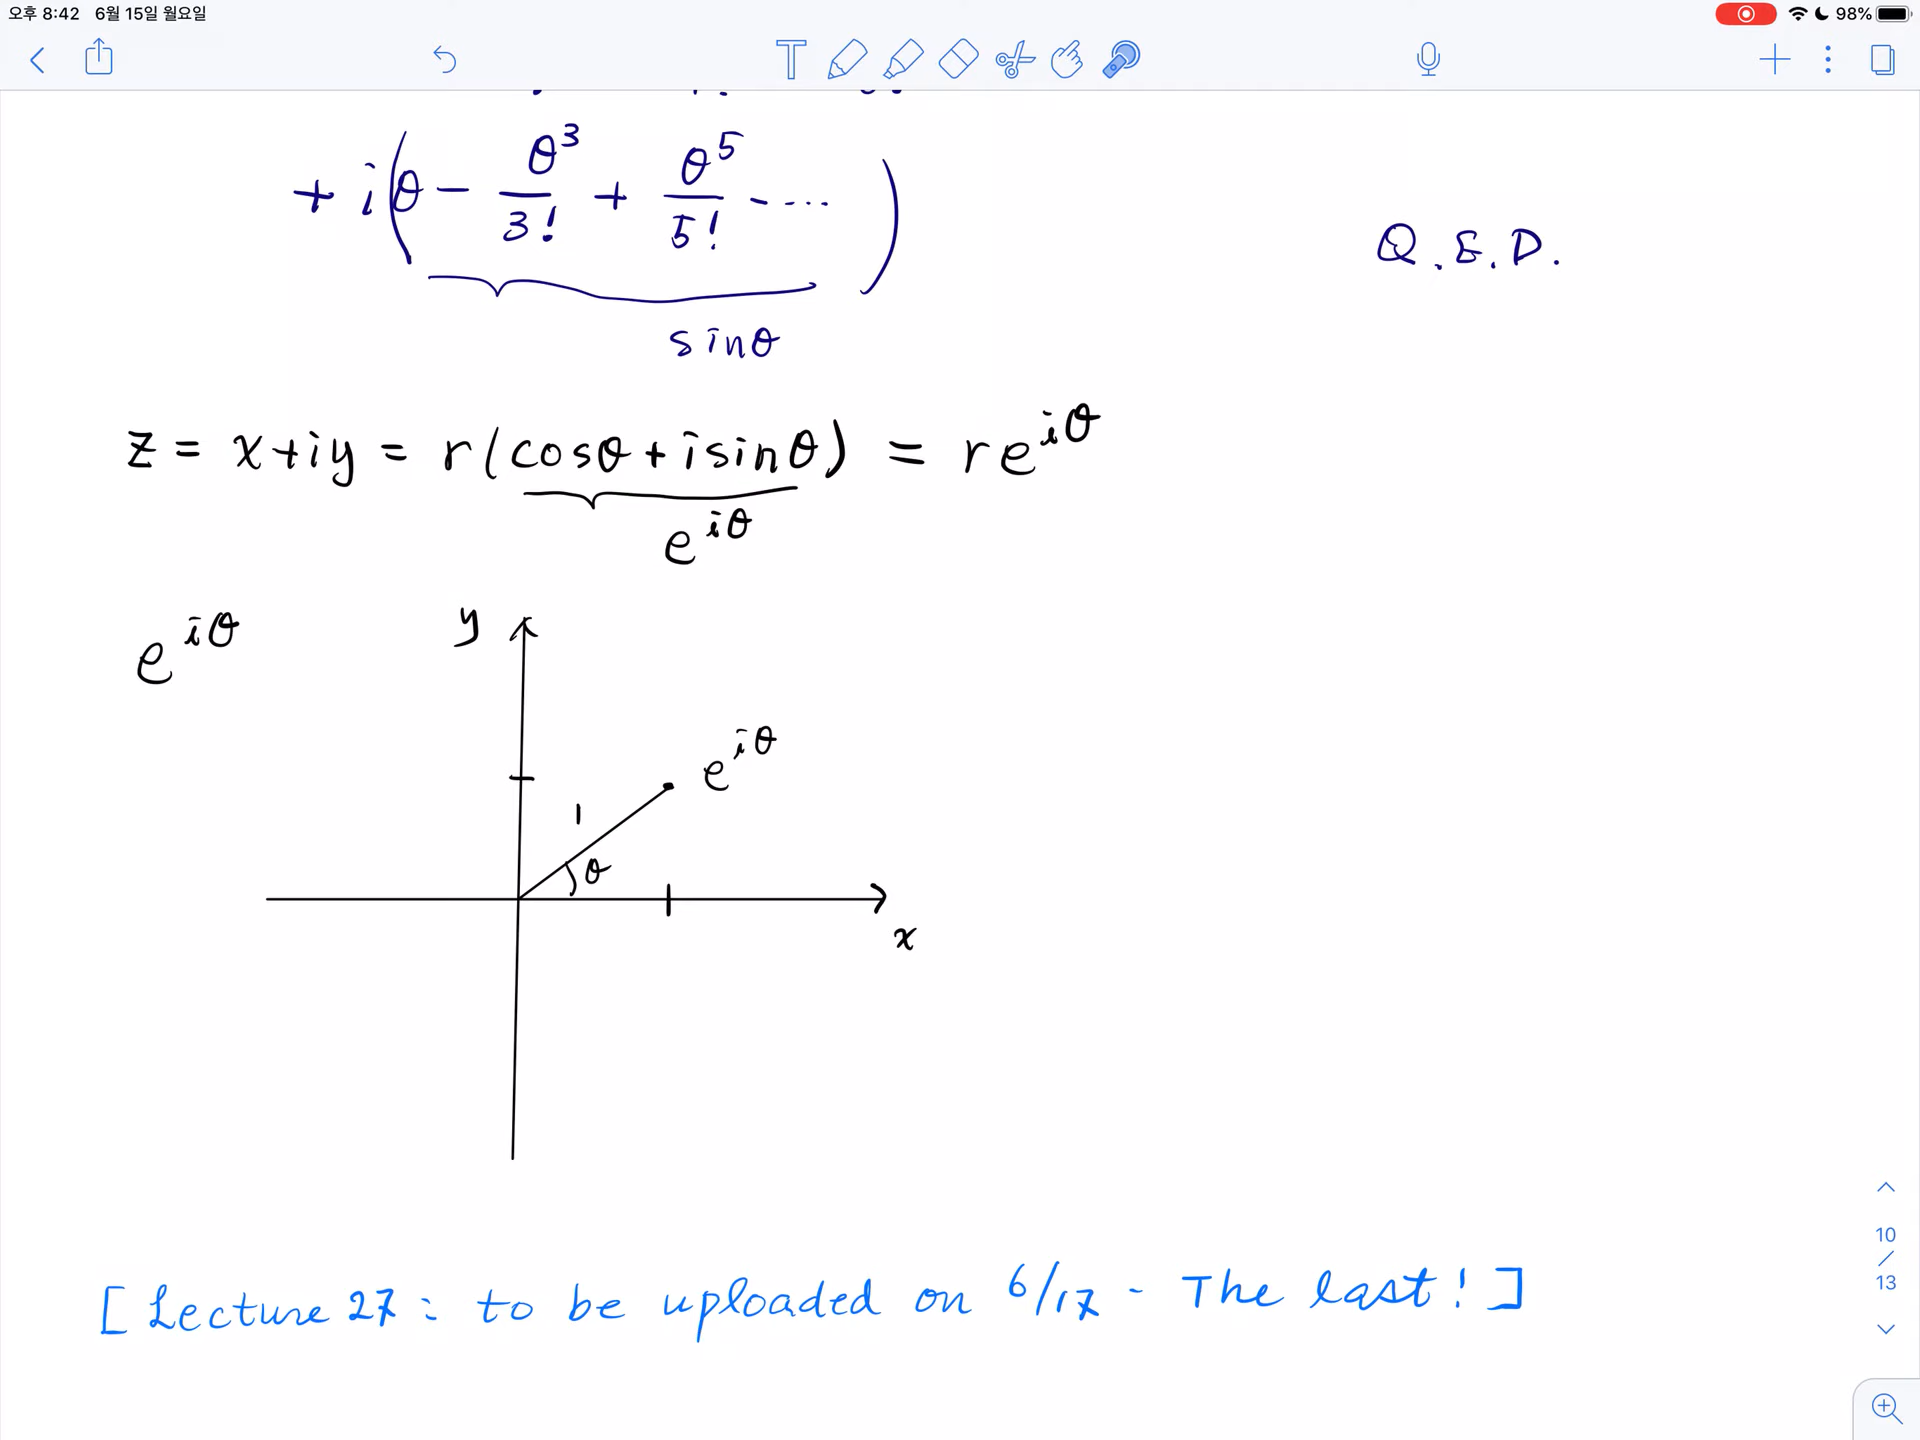 오후 8:42 6월 15일 월요일 98%
+ i(θ - θ³/3! + θ⁵/5! - ...)
Q.E.D.
sinθ
z = x+iy = r(cosθ + isinθ) = re^{iθ}
e^{iθ}
e^{iθ}
y
e^{iθ}
1
θ
x
10
/
13
[Lecture 27: to be uploaded on 6/17 - The last!]